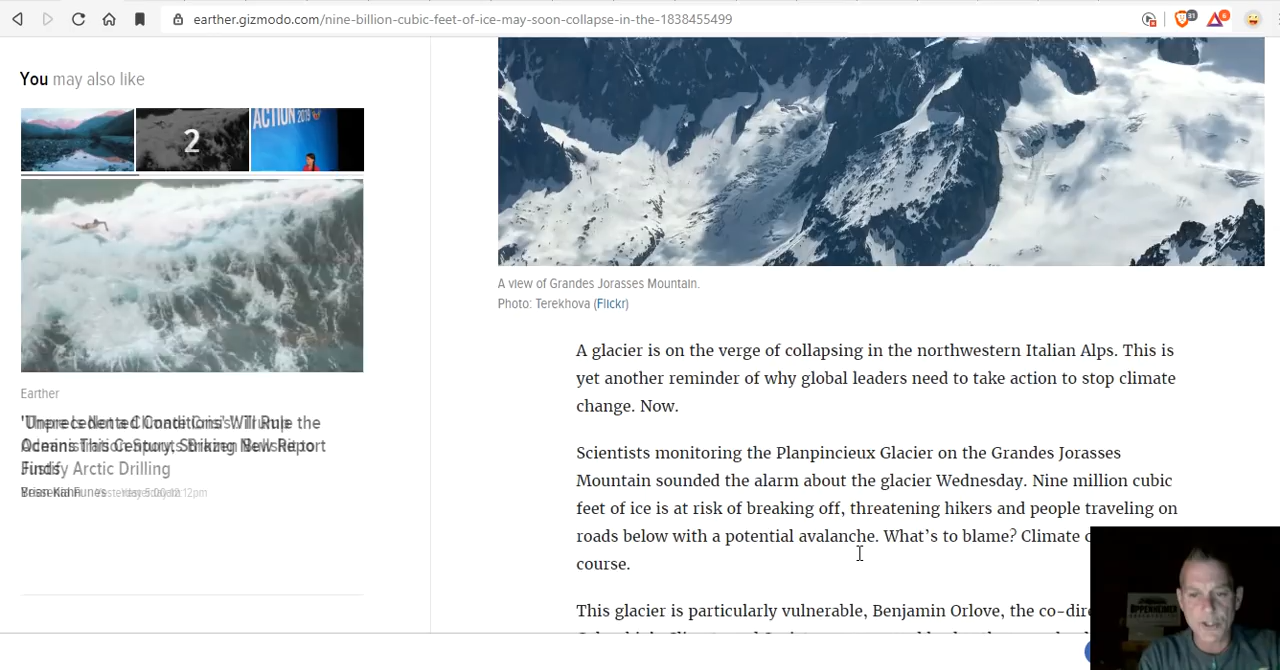 earther.gizmodo.com/nine-billion-cubic-feet-of-ice-may-soon-collapse-in-the-1838455499
31
6
You may also like
ACTION 2019
2
Earther
A view of Grandes Jorasses Mountain.
Photo: Terekhova (Flickr)
A glacier is on the verge of collapsing in the northwestern Italian Alps. This is
yet another reminder of why global leaders need to take action to stop climate
change. Now.
Scientists monitoring the Planpincieux Glacier on the Grandes Jorasses
Mountain sounded the alarm about the glacier Wednesday. Nine million cubic
feet of ice is at risk of breaking off, threatening hikers and people traveling on
roads below with a potential avalanche. What's to blame? Climate
course.
This glacier is particularly vulnerable, Benjamin Orlove, the
OPPENHEIMER